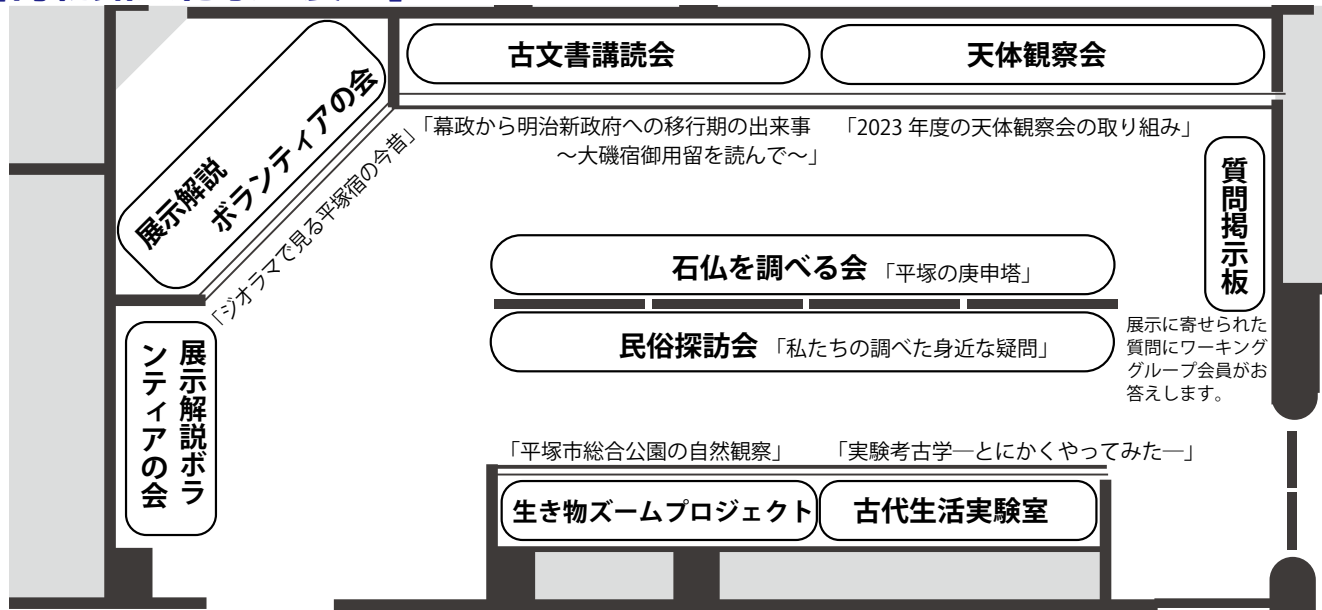 古文書講読会
天体観察会
「幕政から明治新政府への移行期の出来事
～大磯宿御用留を読んで～」
「2023 年度の天体観察会の取り組み」
展示解説
ボランティアの会
「ジオラマで見る平塚宿の今昔」
質問掲示板
石仏を調べる会 「平塚の庚申塔」
民俗探訪会 「私たちの調べた身近な疑問」
展示に寄せられた
質問にワーキング
グループ会員がお
答えします。
展示解説ボラ
ンティアの会
「平塚市総合公園の自然観察」
「実験考古学―とにかくやってみた―」
生き物ズームプロジェクト
古代生活実験室